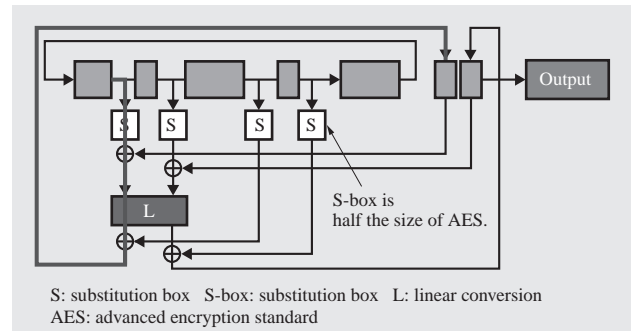 Output
S S S S
S-box is
half the size of AES.
L
S: substitution box S-box: substitution box L: linear conversion
AES: advanced encryption standard